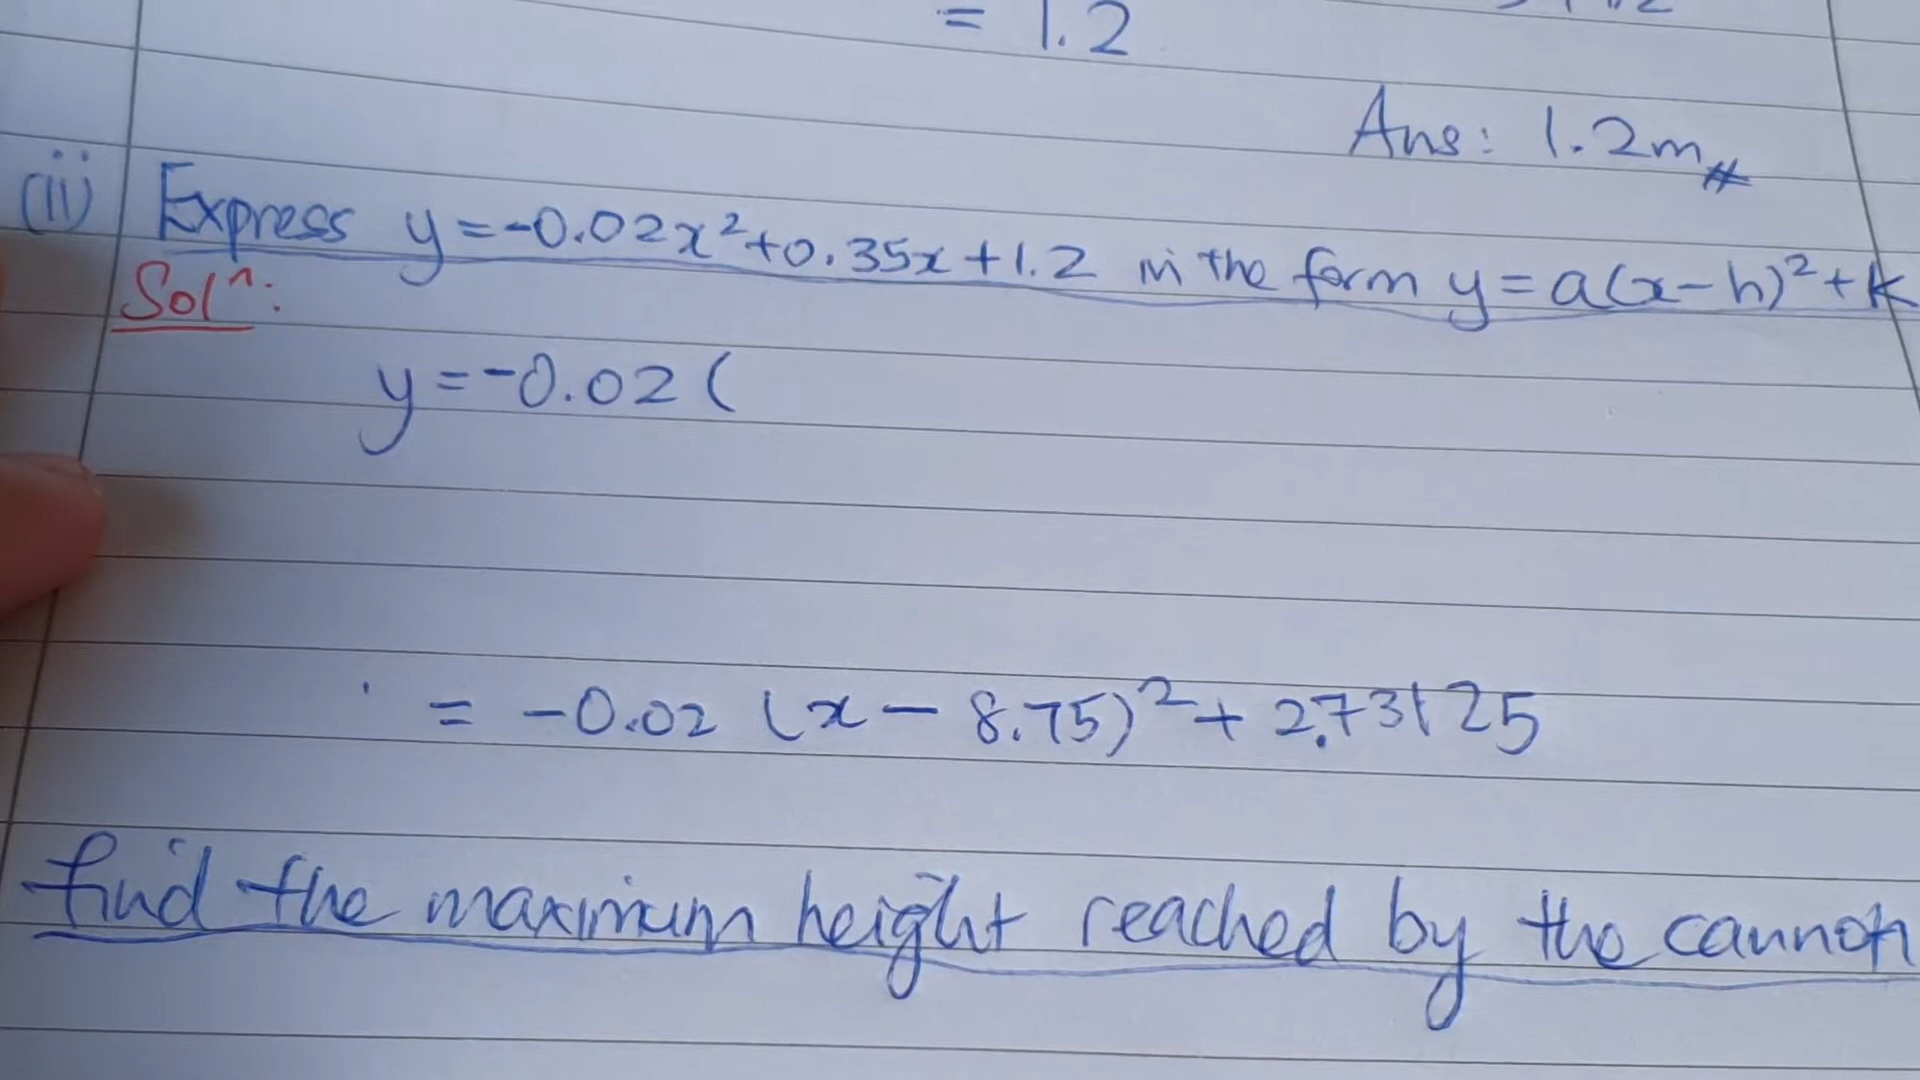 = 1.2
Ans: 1.2m
(ii) Express y=-0.02x²+0.35x+1.2 in the form y=a(x-h)²+k
Solⁿ:
y=-0.02(
= -0.02 (x - 8.75)² + 2.73125
find the maximum height reached by the cannon